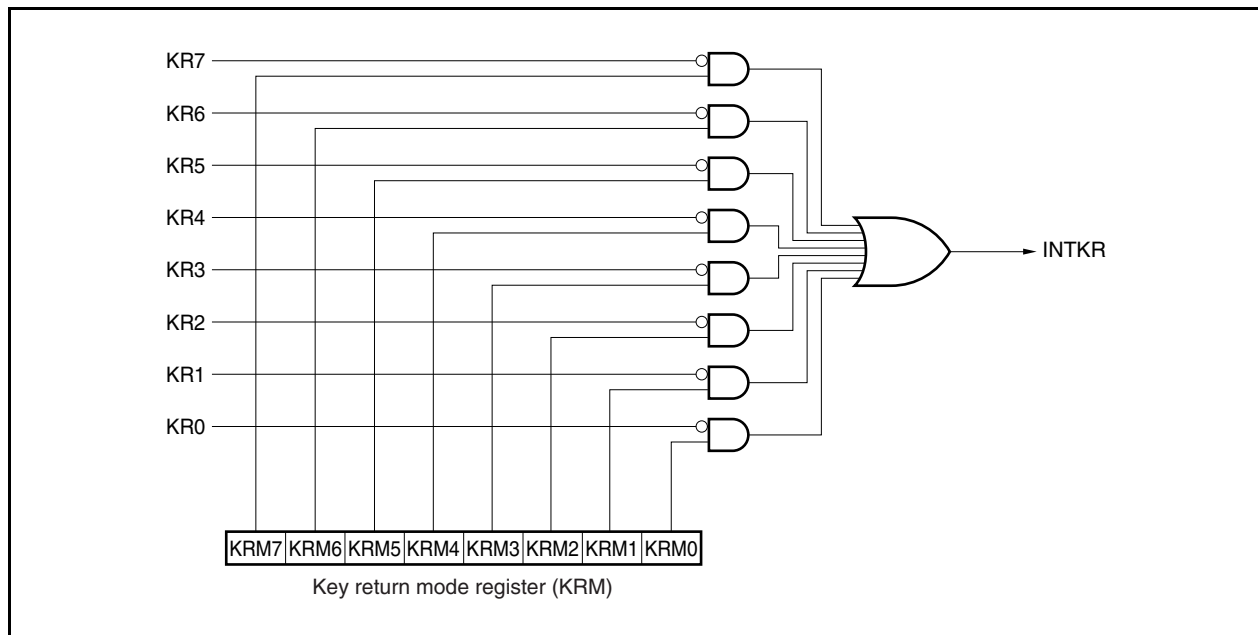 KR7
KR6
KR5
KR4
KR3
KR2
KR1
KR0
INTKR
KRM7 KRM6 KRM5 KRM4 KRM3 KRM2 KRM1 KRM0
Key return mode register (KRM)